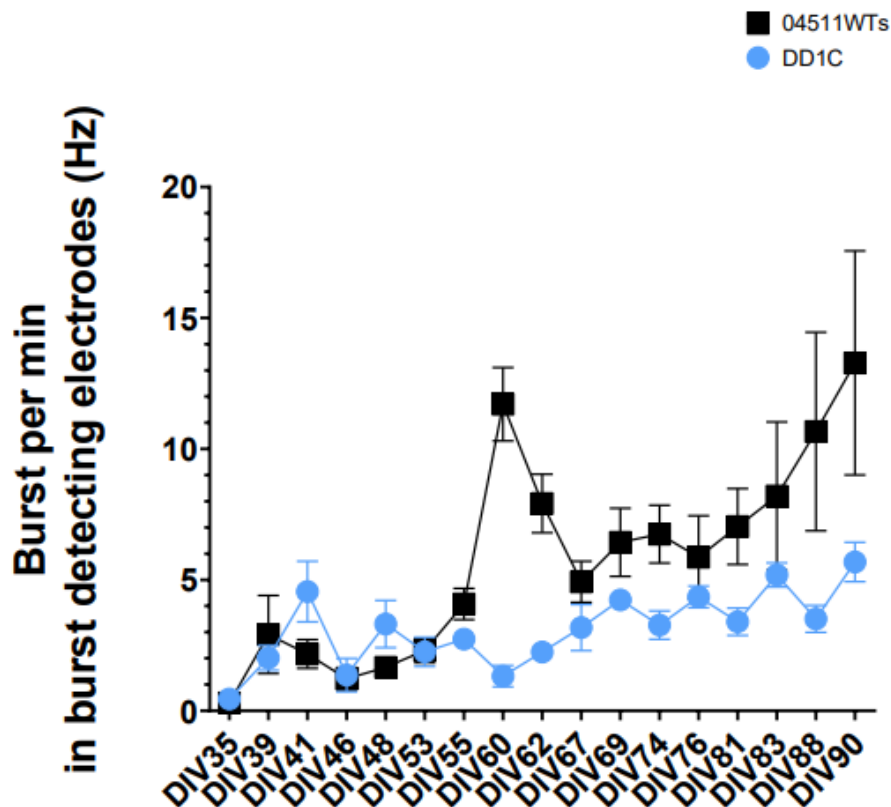 04511WTs
DD1C
Burst per min
in burst detecting electrodes (Hz)
20
15
10
5
0
DIV35
DIV39
DIV41
DIV46
DIV48
DIV53
DIV55
DIV60
DIV62
DIV67
DIV69
DIV74
DIV76
DIV81
DIV83
DIV88
DIV90